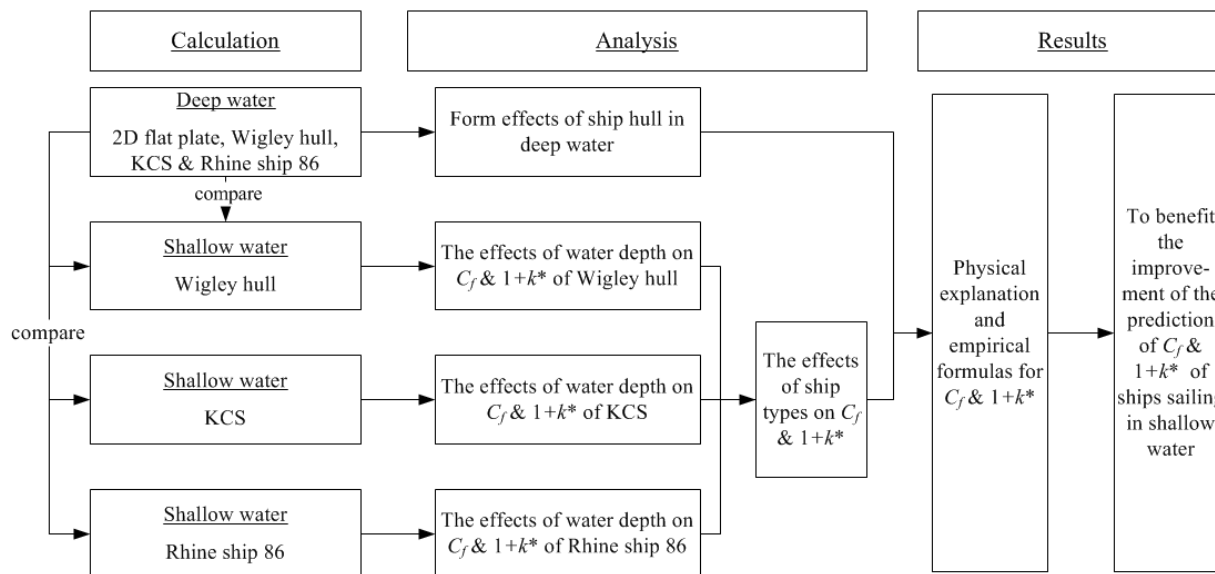 Calculation
Analysis
Results
Deep water
2D flat plate, Wigley hull,
KCS & Rhine ship 86
Form effects of ship hull in
deep water
compare
Shallow water
Wigley hull
The effects of water depth on
Cf & 1+k* of Wigley hull
compare
Shallow water
KCS
The effects of water depth on
Cf & 1+k* of KCS
Shallow water
Rhine ship 86
The effects of water depth on
Cf & 1+k* of Rhine ship 86
The effects
of ship
types on Cf
& 1+k*
Physical
explanation
and
empirical
formulas for
Cf & 1+k*
To benefit
the
improve-
ment of the
prediction
of Cf &
1+k* of
ships sailing
in shallow
water